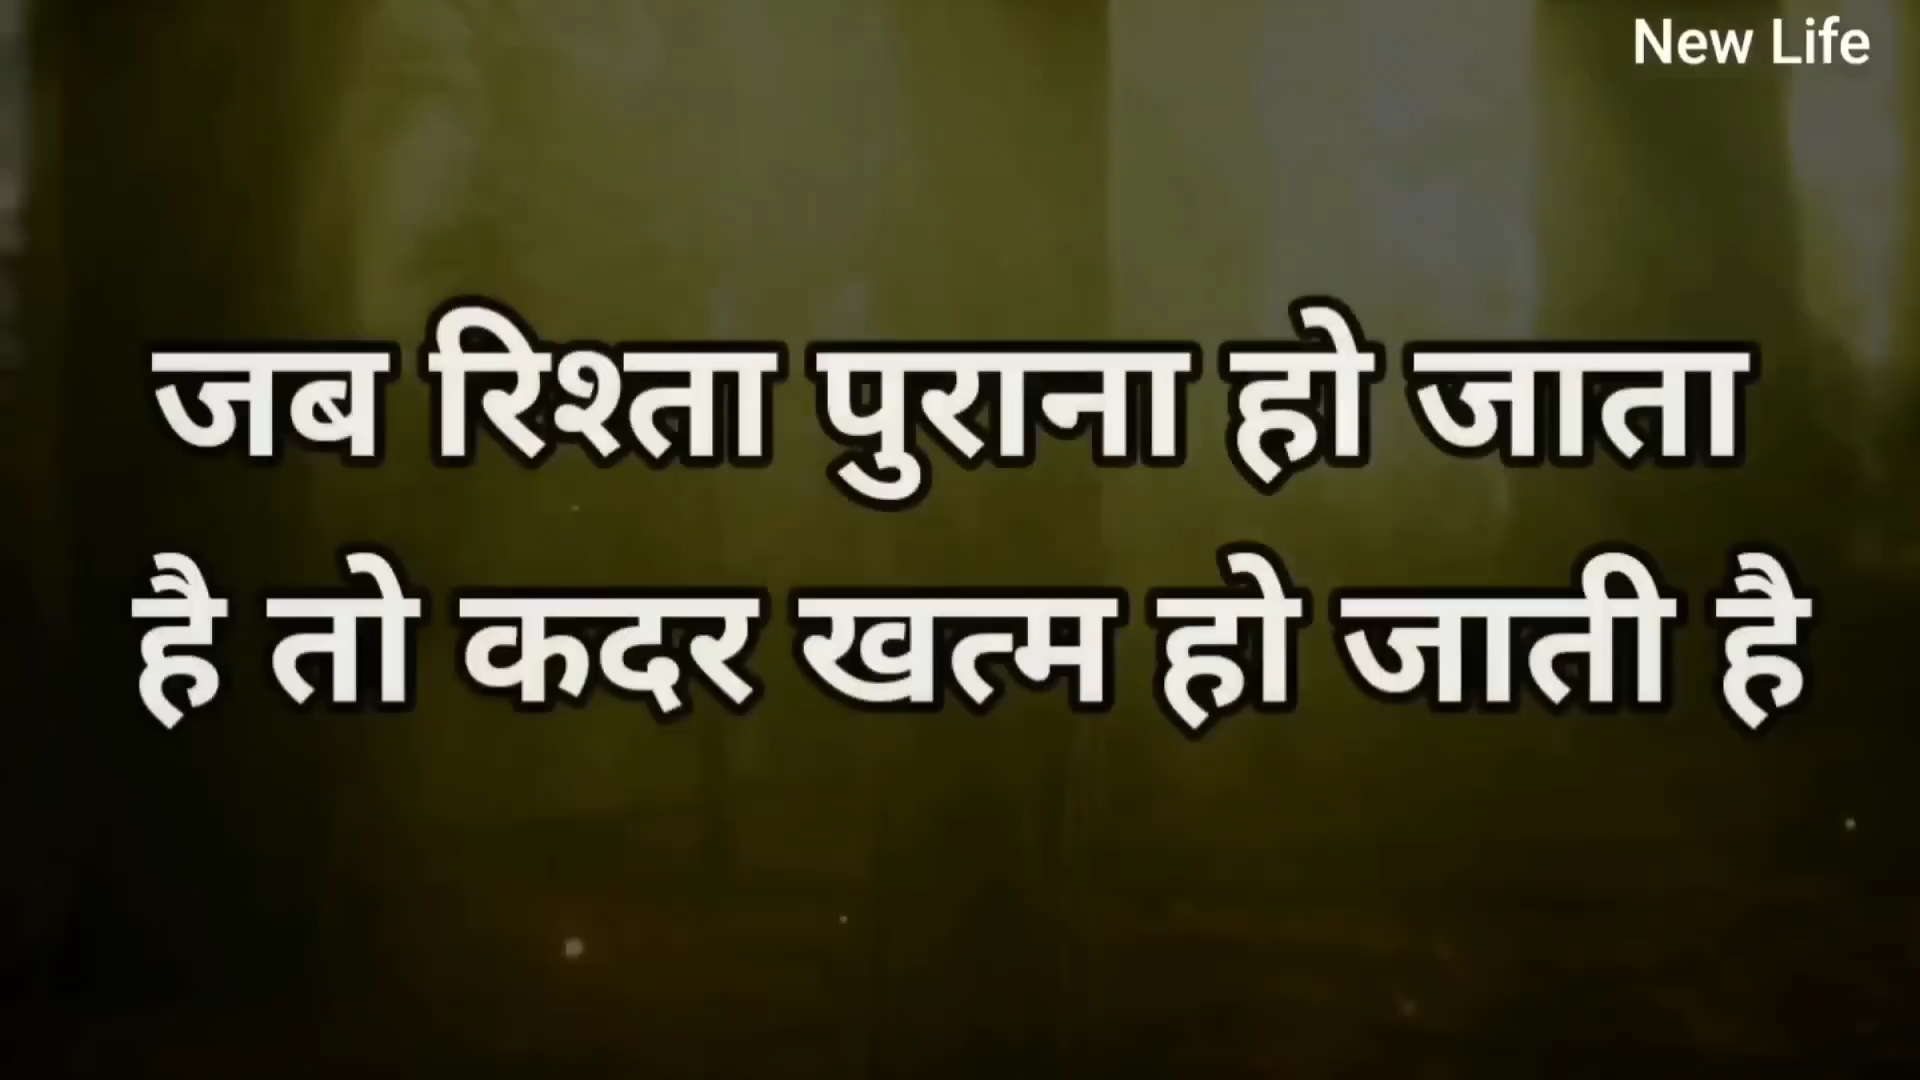 New Life
जब रिश्ता पुराना हो जाता
है तो कदर खत्म हो जाती है